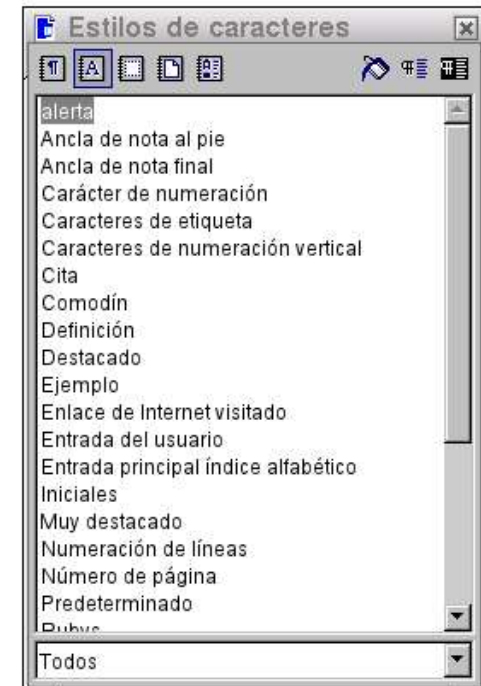 Estilos de caracteres
alerta
Ancla de nota al pie
Ancla de nota final
Carácter de numeración
Caracteres de etiqueta
Caracteres de numeración vertical
Cita
Comodín
Definición
Destacado
Ejemplo
Enlace de Internet visitado
Entrada del usuario
Entrada principal índice alfabético
Iniciales
Muy destacado
Numeración de líneas
Número de página
Predeterminado
Rubys
Todos